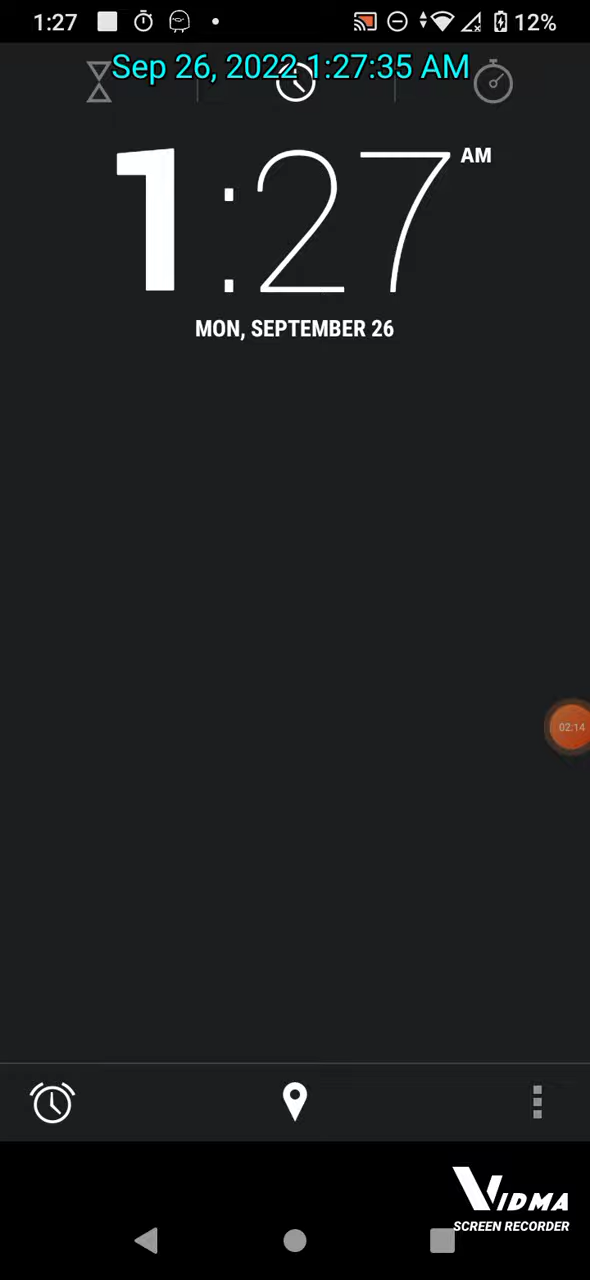 1:27 12%
Sep 26, 2022 1:27:35 AM
1:27 AM
MON, SEPTEMBER 26
02:14
VIDMA
SCREEN RECORDER